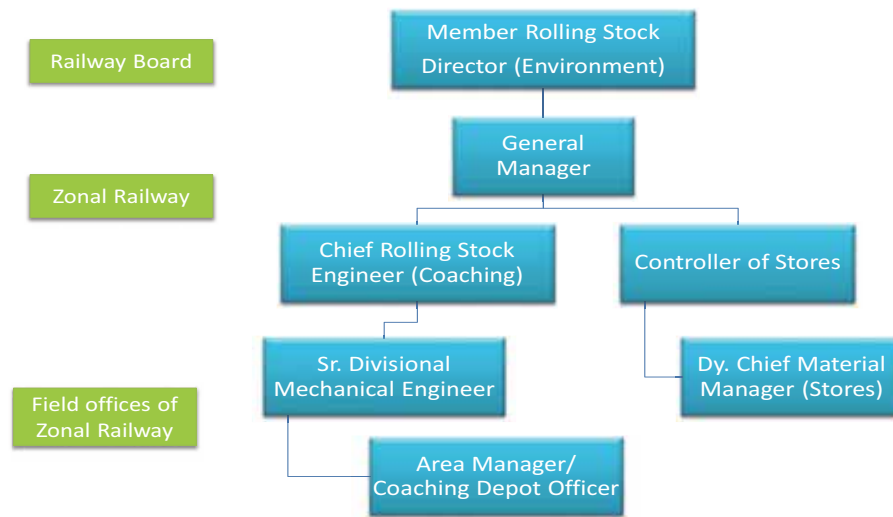 Railway Board
Member Rolling Stock
Director (Environment)
General
Manager
Zonal Railway
Chief Rolling Stock
Engineer (Coaching)
Controller of Stores
Sr. Divisional
Mechanical Engineer
Dy. Chief Material
Manager (Stores)
Field offices of
Zonal Railway
Area Manager/
Coaching Depot Officer